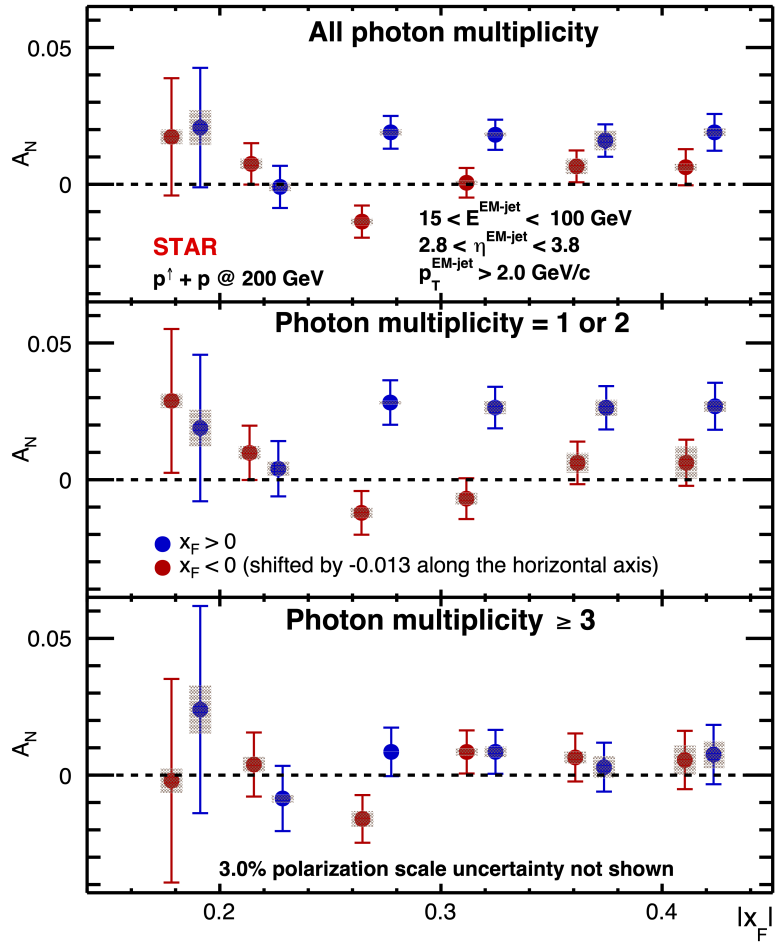 All photon multiplicity
0.05
A_N
0
15 < E^EM-jet < 100 GeV
STAR
2.8 < η^EM-jet < 3.8
p↑ + p @ 200 GeV
p_T^EM-jet > 2.0 GeV/c
Photon multiplicity = 1 or 2
0.05
A_N
0
x_F > 0
x_F < 0 (shifted by -0.013 along the horizontal axis)
Photon multiplicity ≥ 3
0.05
A_N
0
3.0% polarization scale uncertainty not shown
0.2 0.3 0.4 |x_F|